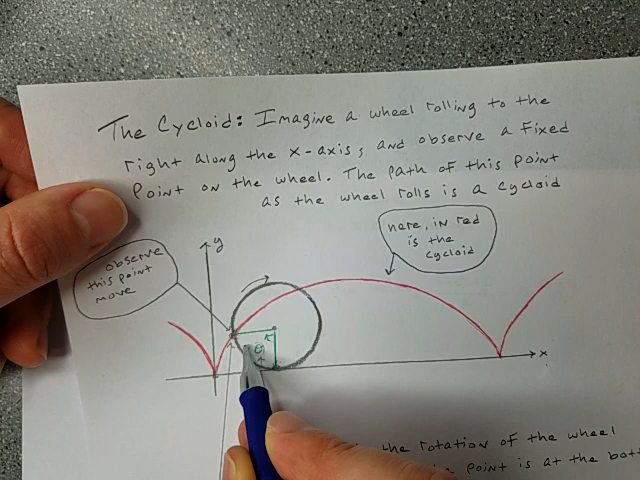 The Cycloid: Imagine a wheel rolling to the
right along the x-axis, and observe a fixed
point on the wheel. The path of this point
as the wheel rolls is a cycloid
here, in red
is the
cycloid
observe
this point
move
y
θ
x
the rotation of the wheel
point is at the bott